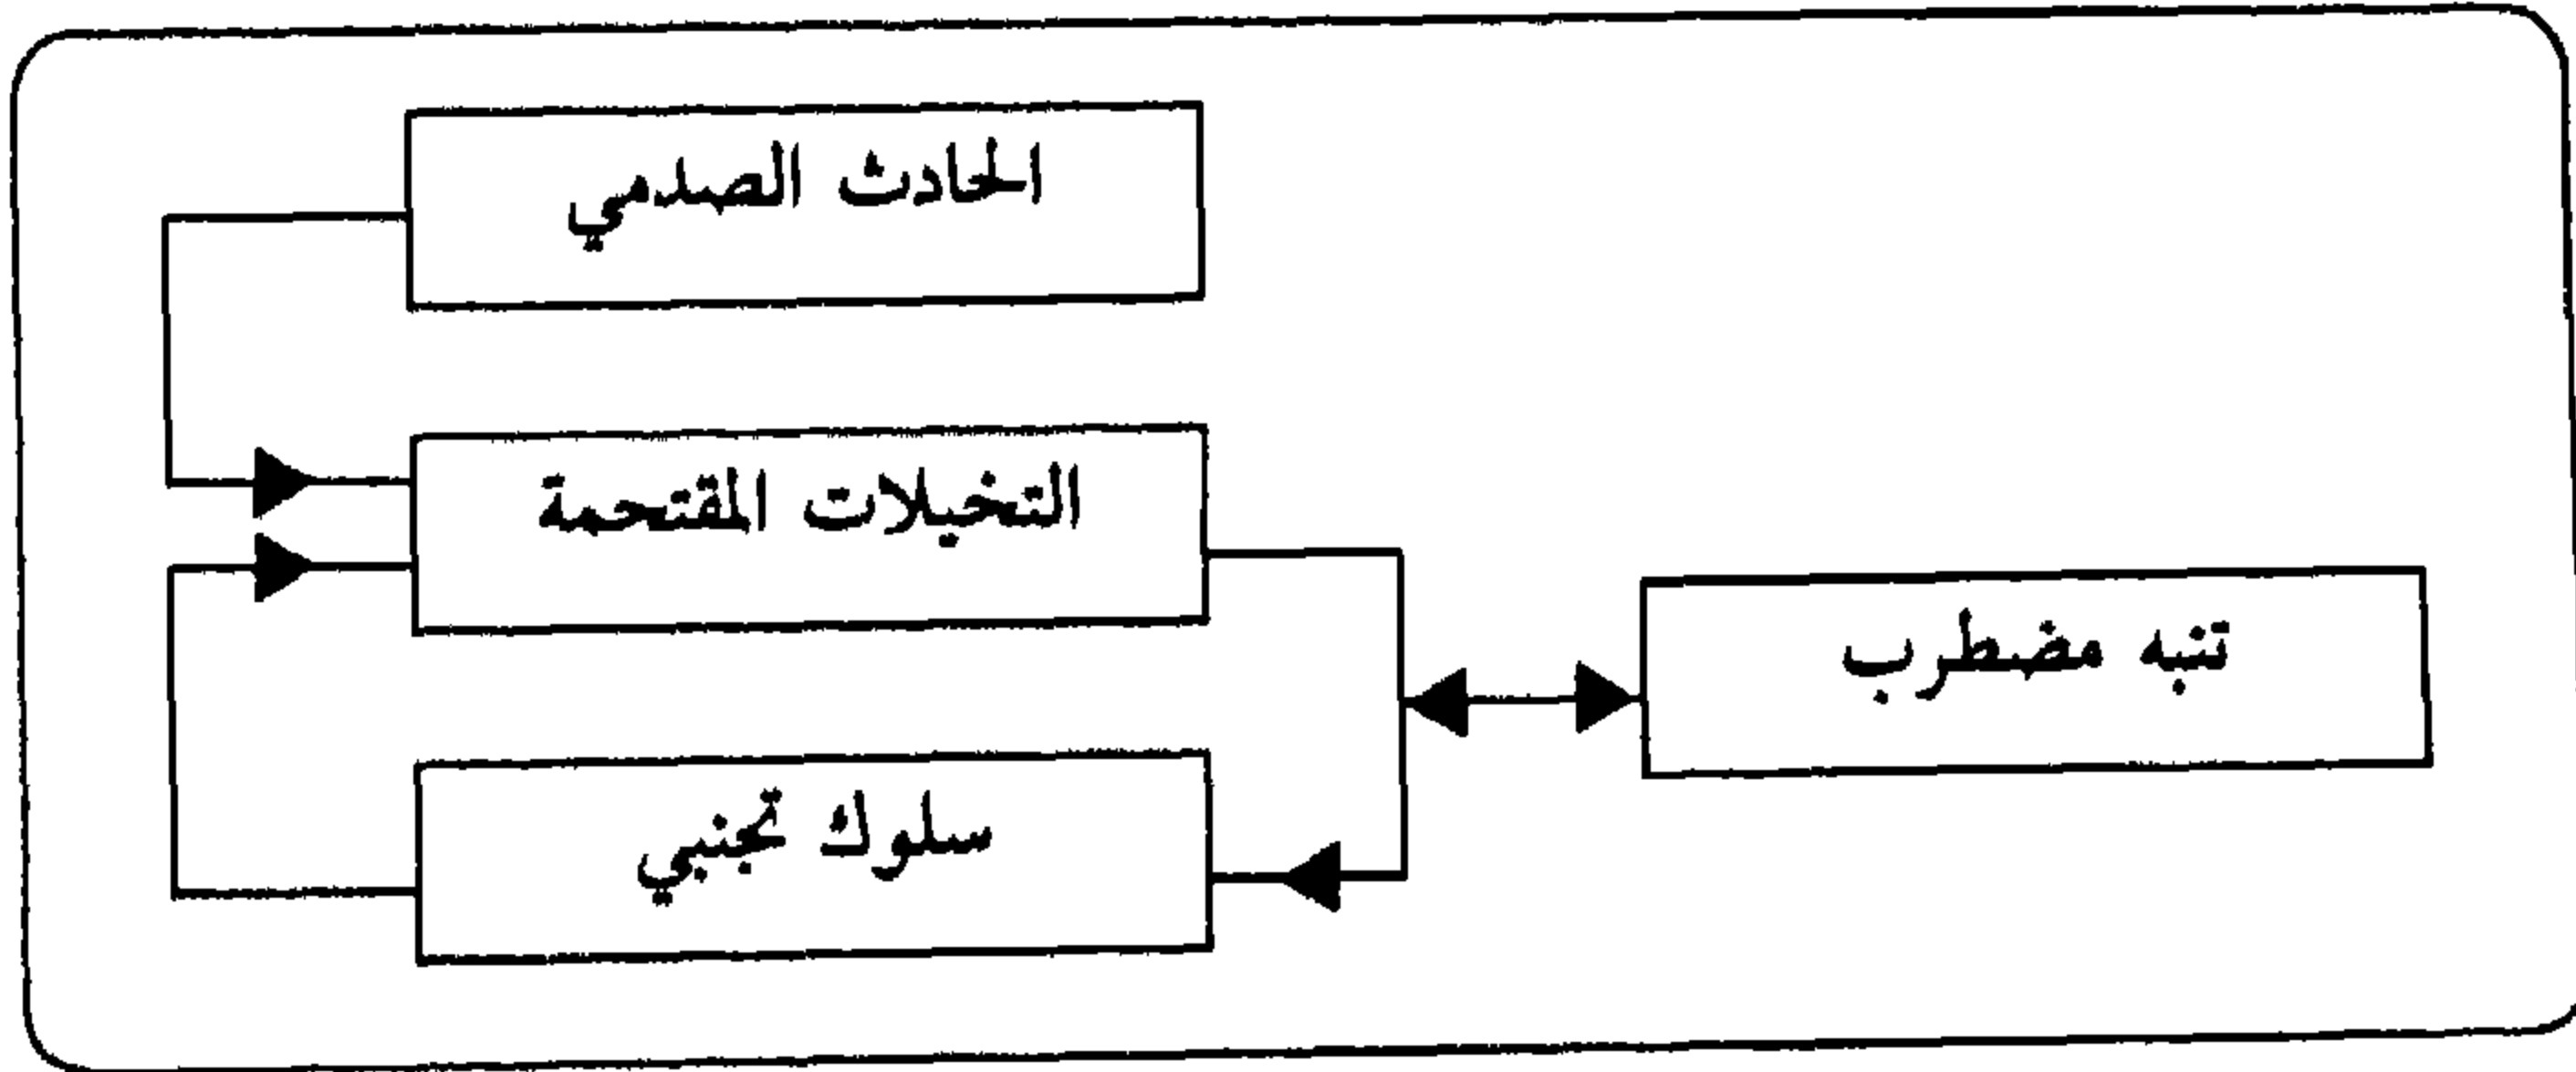 الحادث الصدمي
التخيلات المقتحمة
تنبه مضطرب
سلوك تجنبي